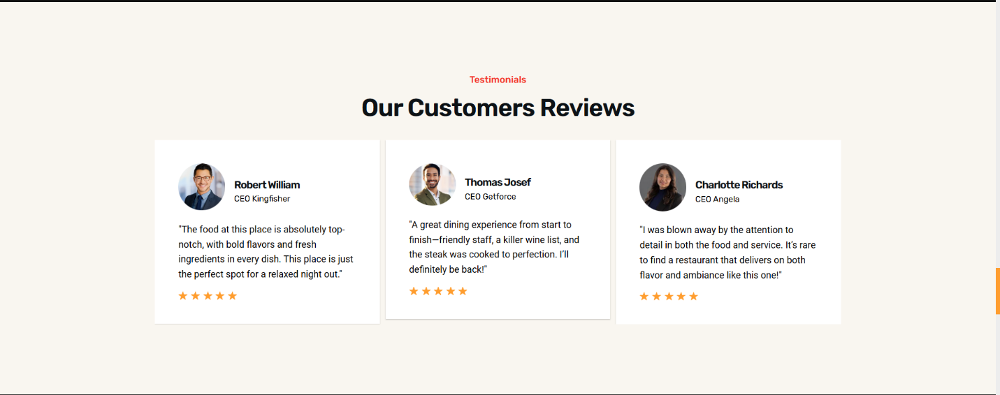 Testimonials
Our Customers Reviews
Robert William
CEO Kingfisher
"The food at this place is absolutely top-
notch, with bold flavors and fresh
ingredients in every dish. This place is just
the perfect spot for a relaxed night out."
Thomas Josef
CEO Getforce
"A great dining experience from start to
finish—friendly staff, a killer wine list, and
the steak was cooked to perfection. I’ll
definitely be back!"
Charlotte Richards
CEO Angela
"I was blown away by the attention to
detail in both the food and service. It’s rare
to find a restaurant that delivers on both
flavor and ambiance like this one!"